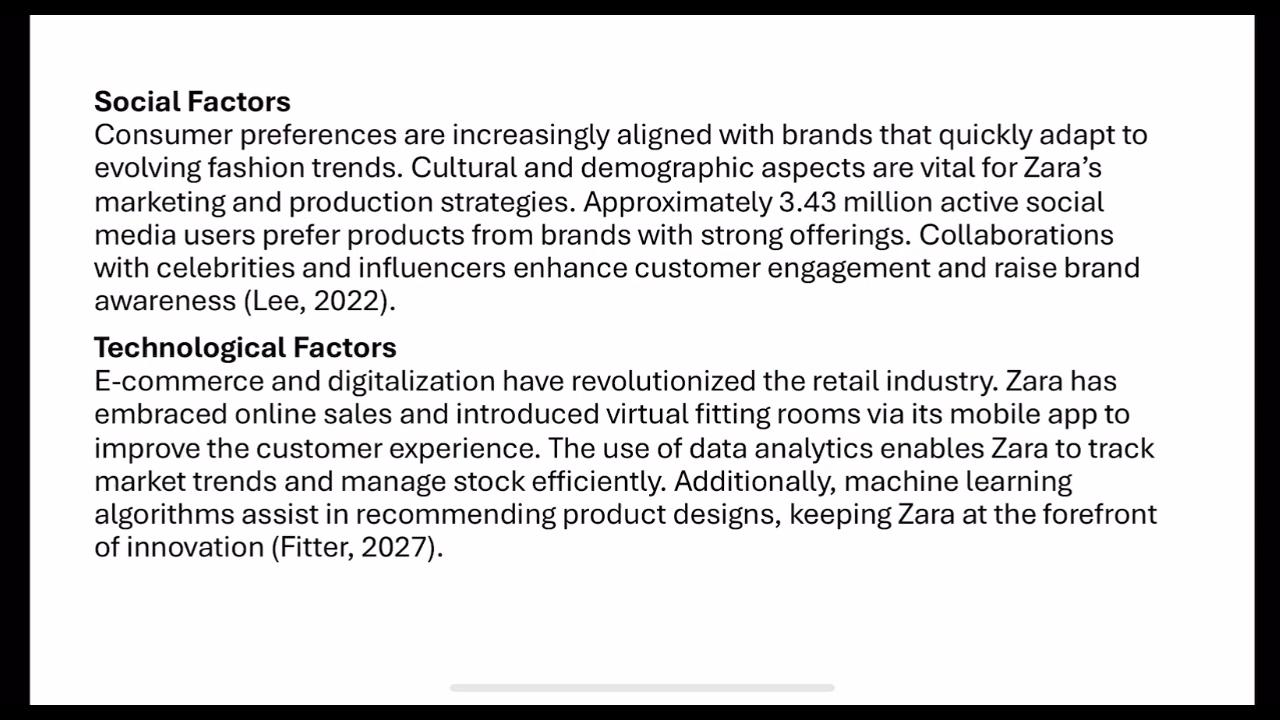 Social Factors
Consumer preferences are increasingly aligned with brands that quickly adapt to
evolving fashion trends. Cultural and demographic aspects are vital for Zara’s
marketing and production strategies. Approximately 3.43 million active social
media users prefer products from brands with strong offerings. Collaborations
with celebrities and influencers enhance customer engagement and raise brand
awareness (Lee, 2022).
Technological Factors
E-commerce and digitalization have revolutionized the retail industry. Zara has
embraced online sales and introduced virtual fitting rooms via its mobile app to
improve the customer experience. The use of data analytics enables Zara to track
market trends and manage stock efficiently. Additionally, machine learning
algorithms assist in recommending product designs, keeping Zara at the forefront
of innovation (Fitter, 2027).